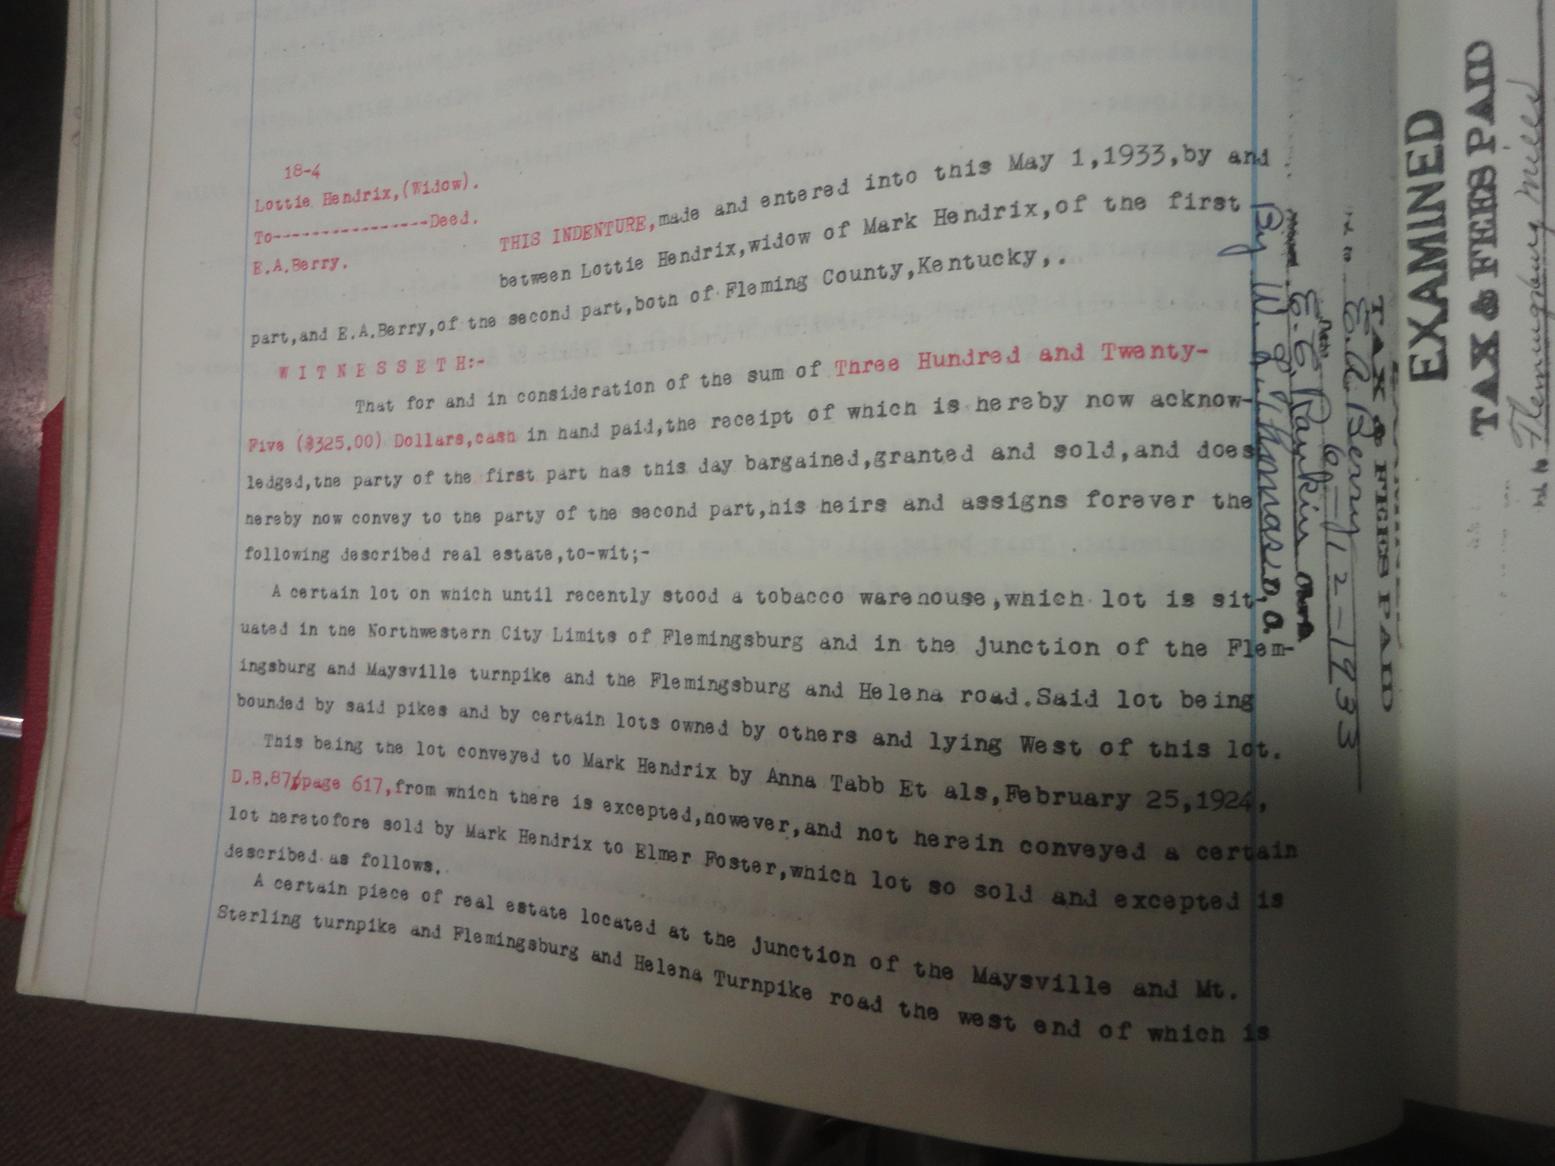 18-4
Lottie Hendrix,(Widow).
To---------------Deed.
E.A.Berry.
THIS INDENTURE,made and entered into this May 1,1933,by and
between Lottie Hendrix,widow of Mark Hendrix,of the first
part,and E.A.Berry,of the second part,both of Fleming County,Kentucky,.
W I T N E S S E T H:-
That for and in consideration of the sum of Three Hundred and Twenty-
Five ($325.00) Dollars,cash in hand paid,the receipt of which is hereby now acknow-
ledged,the party of the first part has this day bargained,granted and sold,and does
hereby now convey to the party of the second part,his heirs and assigns forever the
following described real estate,to-wit;-
A certain lot on which until recently stood a tobacco warehouse,which lot is sit-
uated in the Northwestern City Limits of Flemingsburg and in the junction of the Flem-
ingsburg and Maysville turnpike and the Flemingsburg and Helena road.Said lot being
bounded by said pikes and by certain lots owned by others and lying West of this lot.
This being the lot conveyed to Mark Hendrix by Anna Tabb Et als,February 25,1924,
D.B.87,page 617,from which there is excepted,however,and not herein conveyed a certain
lot heretofore sold by Mark Hendrix to Elmer Foster,which lot so sold and excepted is
described as follows.
A certain piece of real estate located at the junction of the Maysville and Mt.
Sterling turnpike and Flemingsburg and Helena Turnpike road the west end of which is
TAX & FEES PAID
E.A. Berry
Date 6-12-1933
E.E. Rankin
By W. Thomas D.C.
EXAMINED
TAX & FEES PAID
Flemingsburg Mills